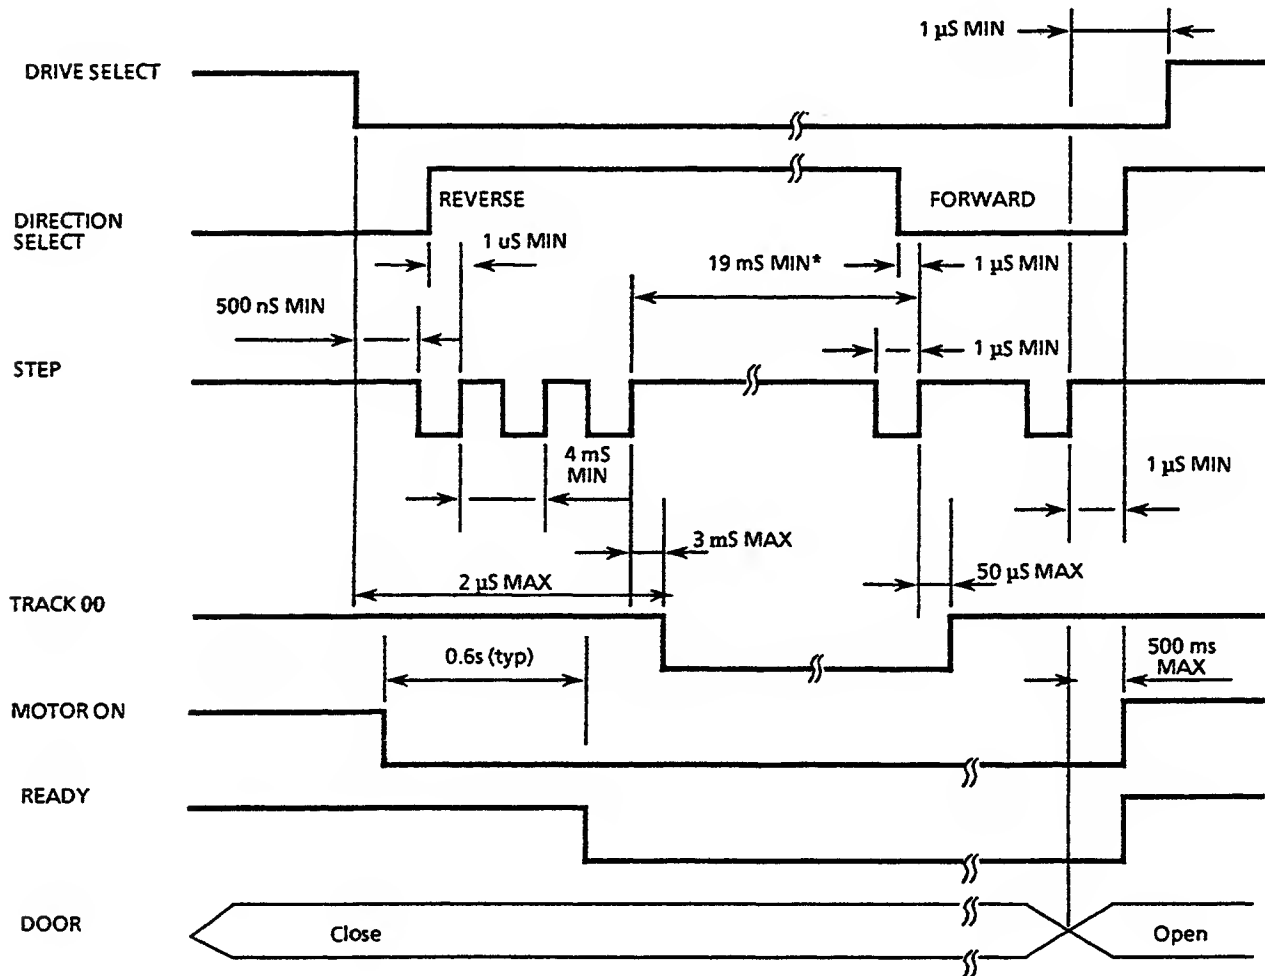 1 µS MIN
DRIVE SELECT
REVERSE
FORWARD
DIRECTION
SELECT
1 uS MIN
19 mS MIN*
1 µS MIN
500 nS MIN
1 µS MIN
STEP
4 mS
MIN
1 µS MIN
3 mS MAX
50 µS MAX
2 µS MAX
TRACK 00
0.6s (typ)
500 ms
MAX
MOTOR ON
READY
DOOR
Close
Open